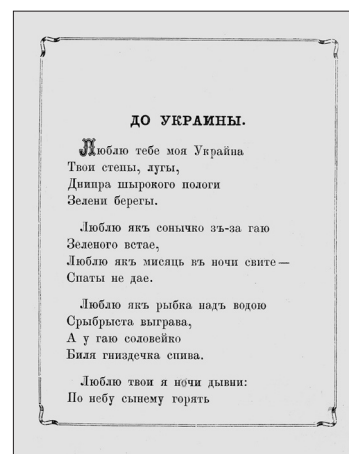 ДО УКРАИНЫ.
Люблю тебе моя Украйна
Твои степы, лугы,
Днипра шырокого пологи
Зелени берегы.
Люблю якъ сонычко зъ-за гаю
Зеленого встае,
Люблю якъ мисяць въ ночи свите —
Спаты не дае.
Люблю якъ рыбка надъ водою
Срыбрыста выграва,
А у гаю соловейко
Биля гниздечка спива.
Люблю твои я ночи дывни:
По небу сынему горять